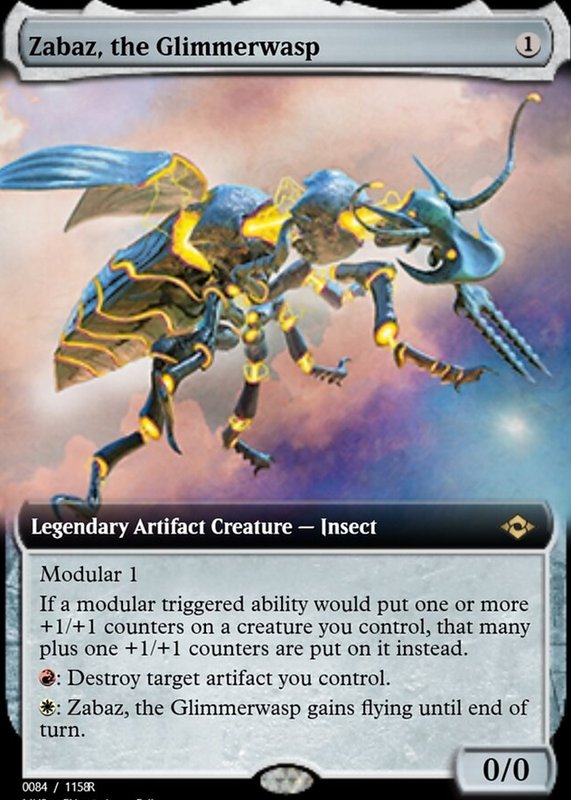 Zabaz, the Glimmerwasp 1
Legendary Artifact Creature — Insect
Modular 1
If a modular triggered ability would put one or more
+1/+1 counters on a creature you control, that many
plus one +1/+1 counters are put on it instead.
: Destroy target artifact you control.
: Zabaz, the Glimmerwasp gains flying until end of
turn.
0/0
0084 / 1158R